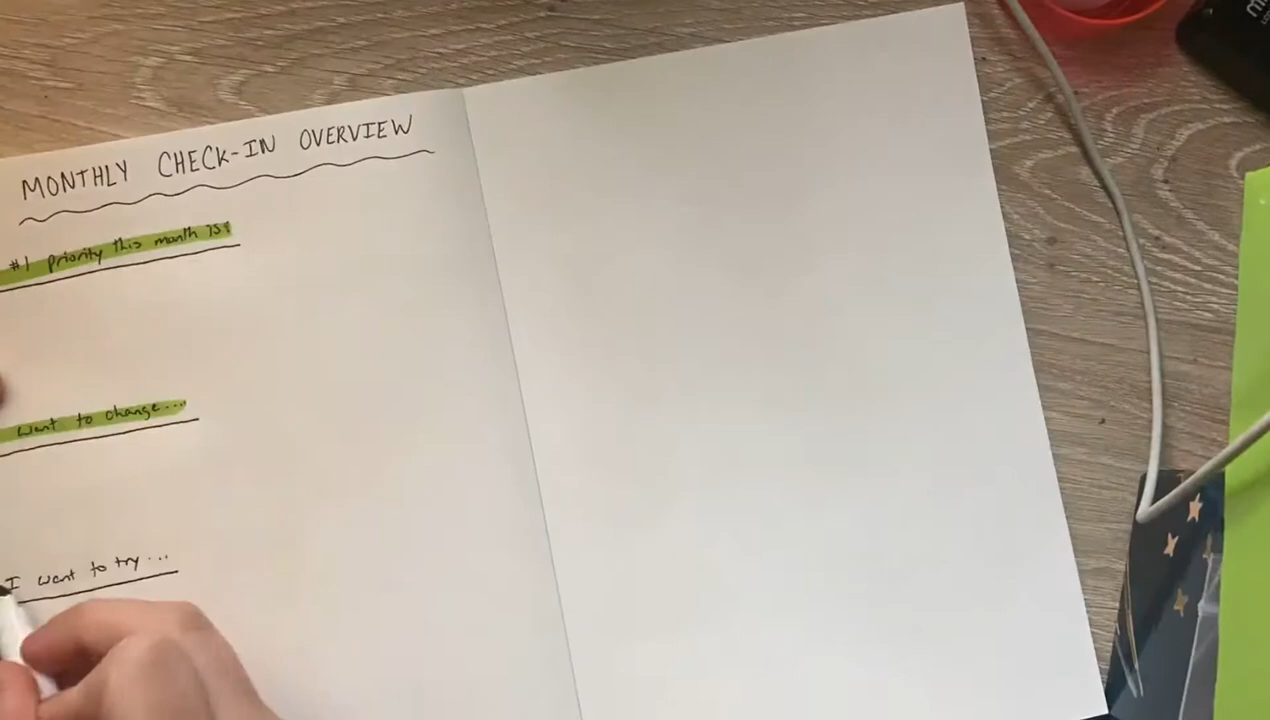 MONTHLY CHECK-IN OVERVIEW
#1 priority this month is:
want to change....
I want to try...